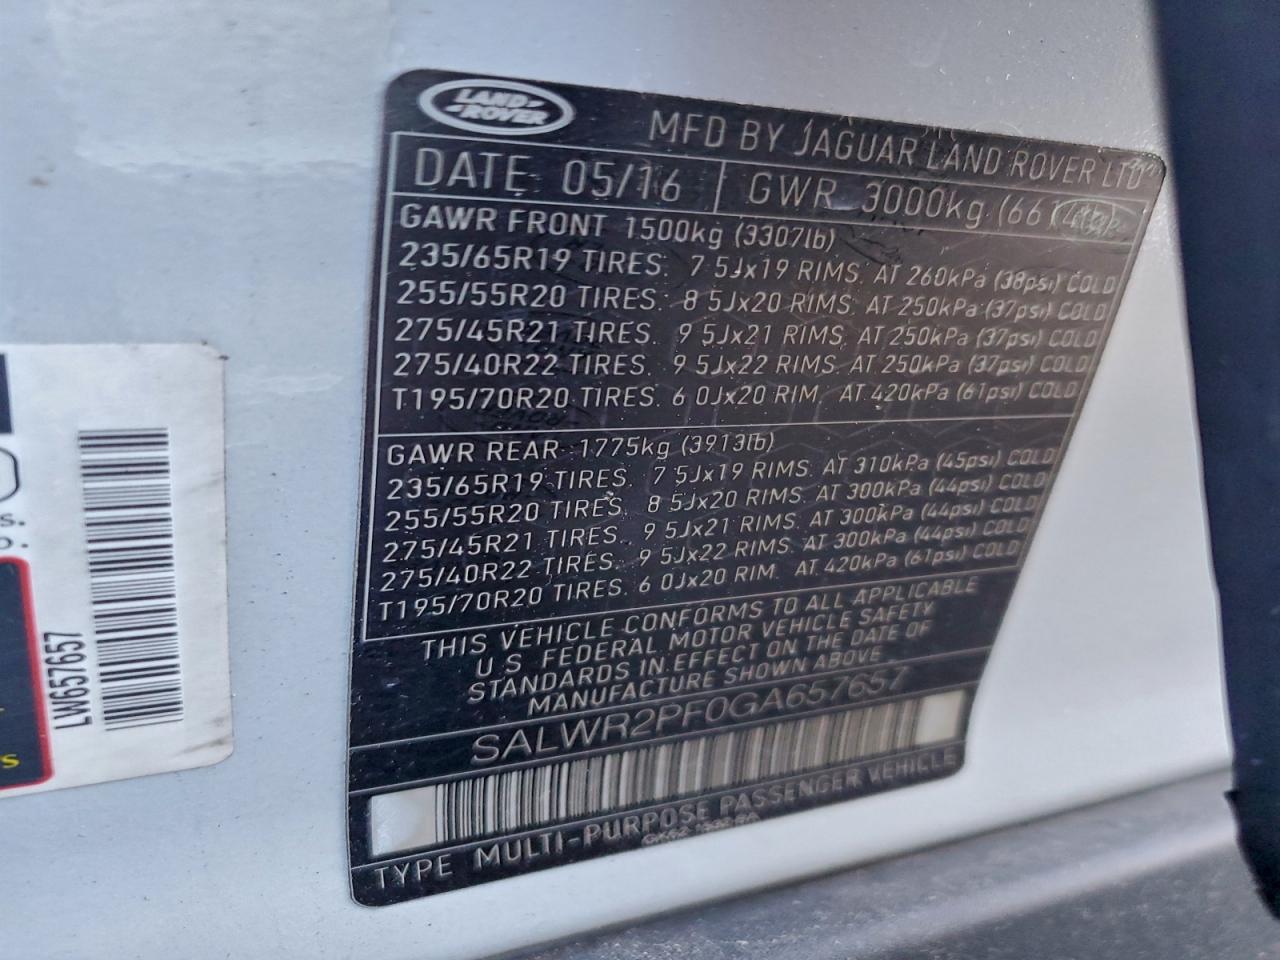 LAND
ROVER
MFD BY JAGUAR LAND ROVER LTD
DATE 05/16 GWR 3000kg
GAWR FRONT 1500kg (3307lb)
235/65R19 TIRES. 7 5Jx19 RIMS. AT 260kPa (38psi) COLD
255/55R20 TIRES. 8 5Jx20 RIMS. AT 250kPa (37psi) COLD
275/45R21 TIRES. 9 5Jx21 RIMS. AT 250kPa (37psi) COLD
275/40R22 TIRES. 9 5Jx22 RIMS. AT 250kPa (37psi) COLD
T195/70R20 TIRES. 6 0Jx20 RIM. AT 420kPa (61psi) COLD
GAWR REAR 1775kg (3913lb)
235/65R19 TIRES. 7 5Jx19 RIMS. AT 310kPa (45psi) COLD
255/55R20 TIRES. 8 5Jx20 RIMS. AT 300kPa (44psi) COLD
275/45R21 TIRES. 9 5Jx21 RIMS. AT 300kPa (44psi) COLD
275/40R22 TIRES. 9 5Jx22 RIMS. AT 300kPa (44psi) COLD
T195/70R20 TIRES. 6 0Jx20 RIM. AT 420kPa (61psi) COLD
THIS VEHICLE CONFORMS TO ALL APPLICABLE
U.S. FEDERAL MOTOR VEHICLE SAFETY
STANDARDS IN EFFECT ON THE DATE OF
MANUFACTURE SHOWN ABOVE
SALWR2PF0GA657657
TYPE MULTI-PURPOSE PASSENGER VEHICLE
LW657657